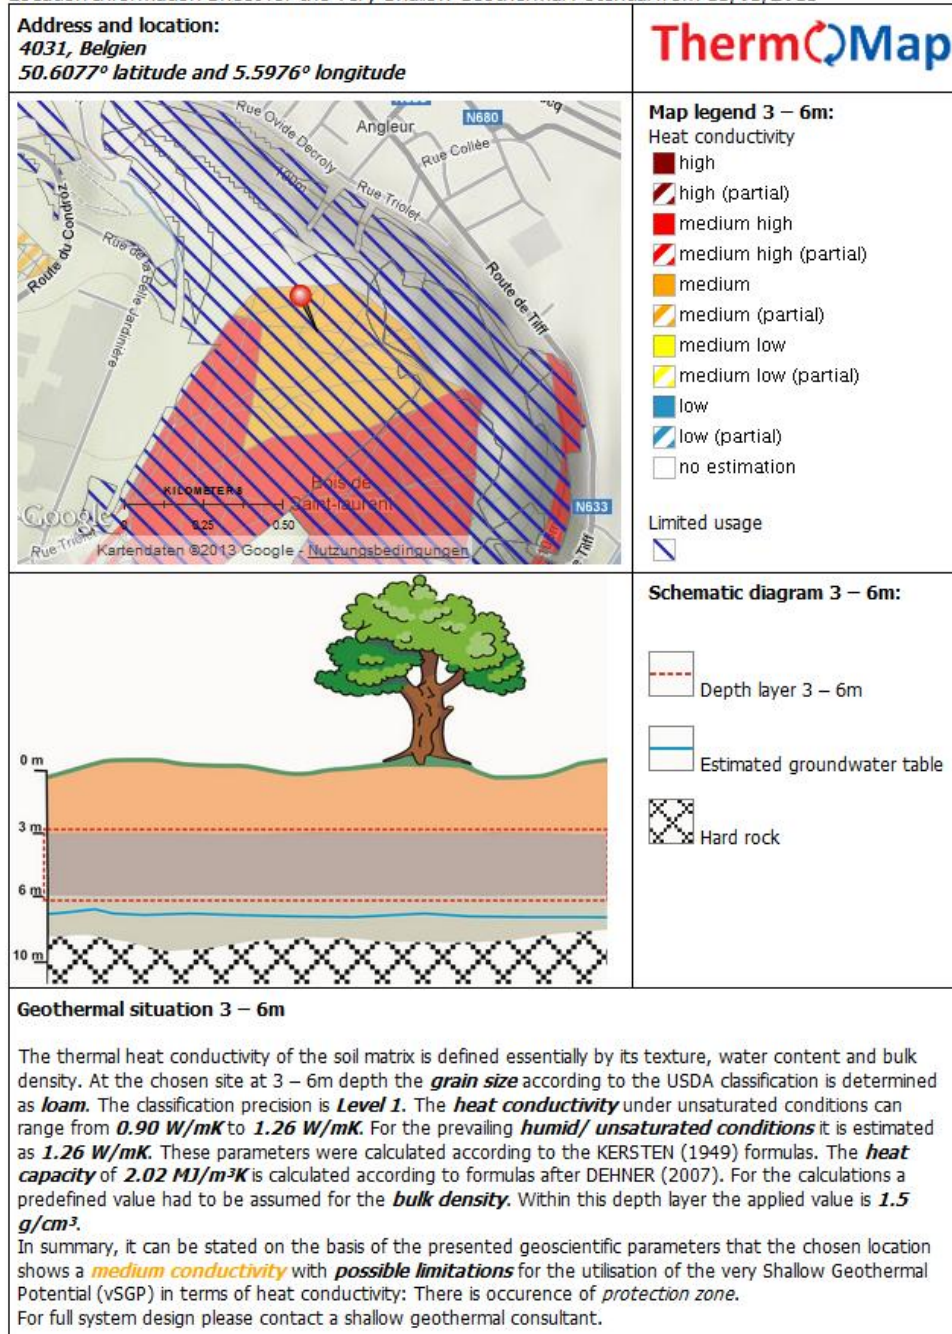 Address and location:
4031, Belgien
50.6077° latitude and 5.5976° longitude
ThermoMap
Rue Ovide Decroly
Angleur
N680
Rue Collée
Rue Triolet
Route du Condroz
Rue de la Belle Jardinière
Route de Tilff
KILOMETER S
Bois de
Saint-laurent
0.25
0.50
N633
Google
Rue Triolet
Tilff
Kartendaten ©2013 Google - Nutzungsbedingungen
Map legend 3 – 6m:
Heat conductivity
high
high (partial)
medium high
medium high (partial)
medium
medium (partial)
medium low
medium low (partial)
low
low (partial)
no estimation
Limited usage
0 m
3 m
6 m
10 m
Schematic diagram 3 – 6m:
Depth layer 3 – 6m
Estimated groundwater table
Hard rock
Geothermal situation 3 – 6m
The thermal heat conductivity of the soil matrix is defined essentially by its texture, water content and bulk
density. At the chosen site at 3 – 6m depth the grain size according to the USDA classification is determined
as loam. The classification precision is Level 1. The heat conductivity under unsaturated conditions can
range from 0.90 W/mK to 1.26 W/mK. For the prevailing humid/ unsaturated conditions it is estimated
as 1.26 W/mK. These parameters were calculated according to the KERSTEN (1949) formulas. The heat
capacity of 2.02 MJ/m³K is calculated according to formulas after DEHNER (2007). For the calculations a
predefined value had to be assumed for the bulk density. Within this depth layer the applied value is 1.5
g/cm³.
In summary, it can be stated on the basis of the presented geoscientific parameters that the chosen location
shows a medium conductivity with possible limitations for the utilisation of the very Shallow Geothermal
Potential (vSGP) in terms of heat conductivity: There is occurence of protection zone.
For full system design please contact a shallow geothermal consultant.